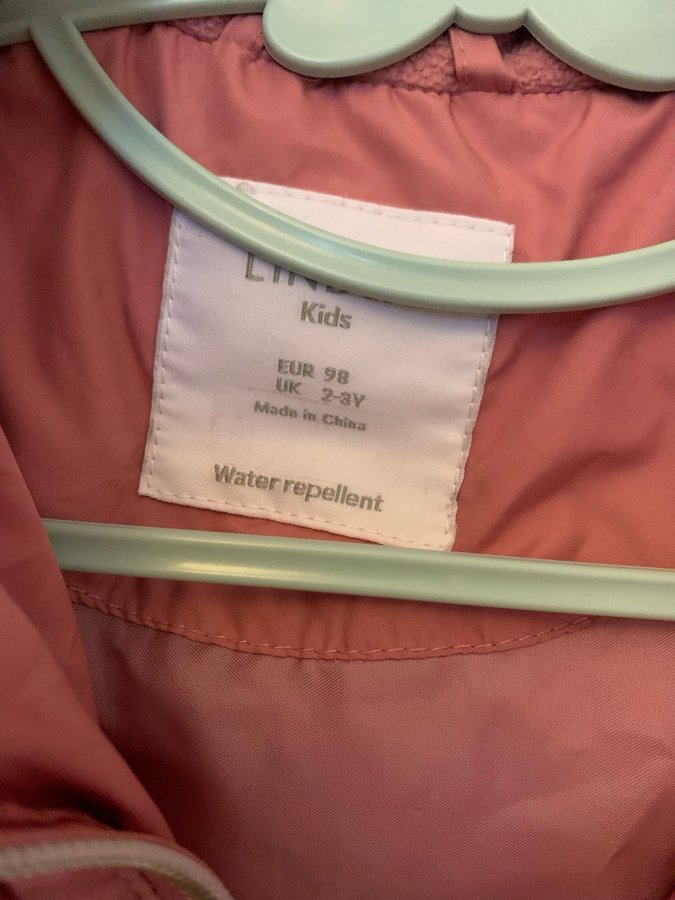 Kids
EUR 98
UK 2-3Y
Made in China
Water repellent